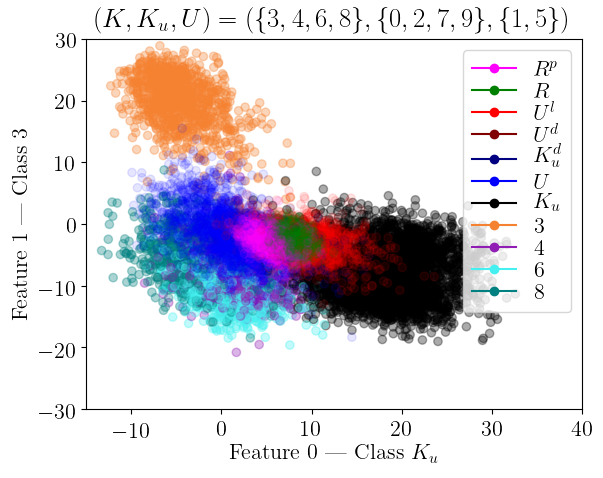 (K, K_u, U) = ({3, 4, 6, 8}, {0, 2, 7, 9}, {1, 5})
30
20
10
0
−10
−20
−30
−10 0 10 20 30 40
Feature 1 — Class 3
Feature 0 — Class K_u
R^p
R
U^l
U^d
K_u^d
U
K_u
3
4
6
8